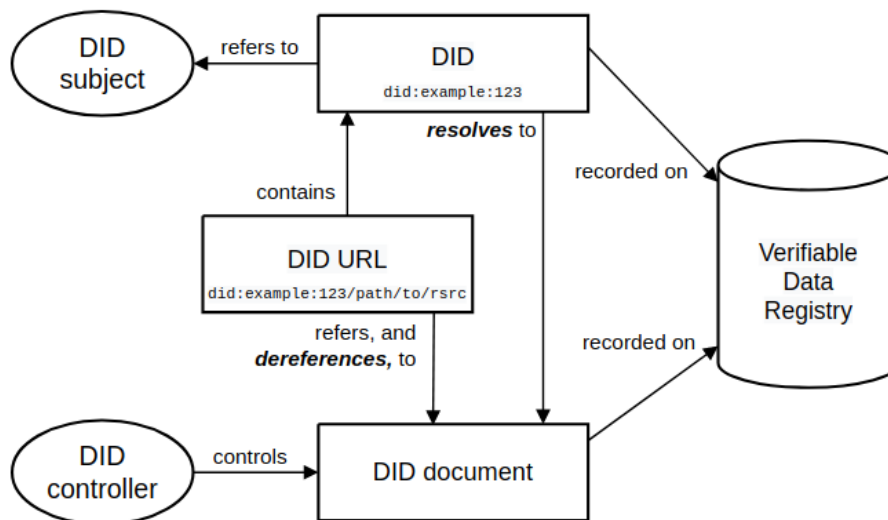 DID
subject
refers to
DID
did:example:123
resolves to
recorded on
contains
DID URL
did:example:123/path/to/rsrc
Verifiable
Data
Registry
refers, and
dereferences, to
recorded on
DID
controller
controls
DID document